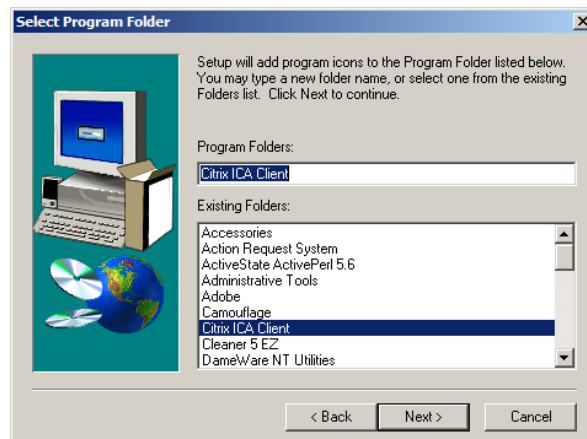 Select Program Folder
Setup will add program icons to the Program Folder listed below.
You may type a new folder name, or select one from the existing
Folders list. Click Next to continue.
Program Folders:
Citrix ICA Client
Existing Folders:
Accessories
Action Request System
ActiveState ActivePerl 5.6
Administrative Tools
Adobe
Camouflage
Citrix ICA Client
Cleaner 5 EZ
DameWare NT Utilities
< Back
Next >
Cancel